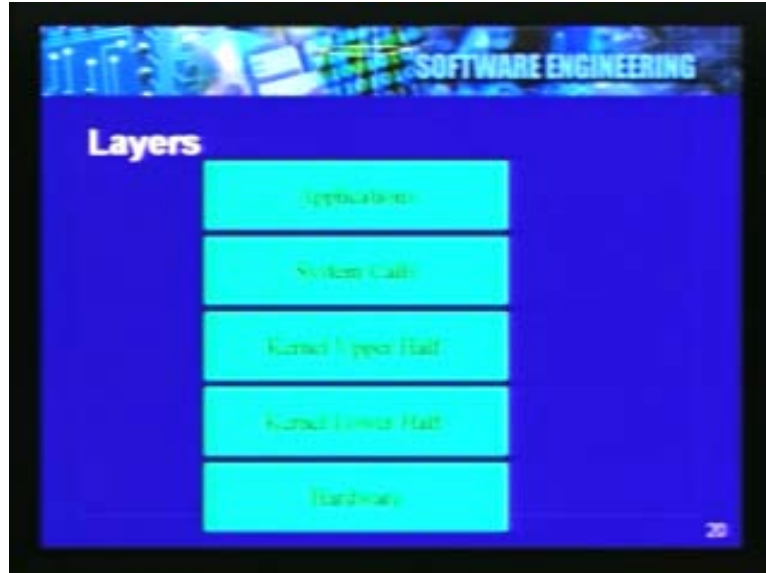 SOFTWARE ENGINEERING
Layers
Applications
System Calls
Kernel Upper Half
Kernel Lower Half
Hardware
20